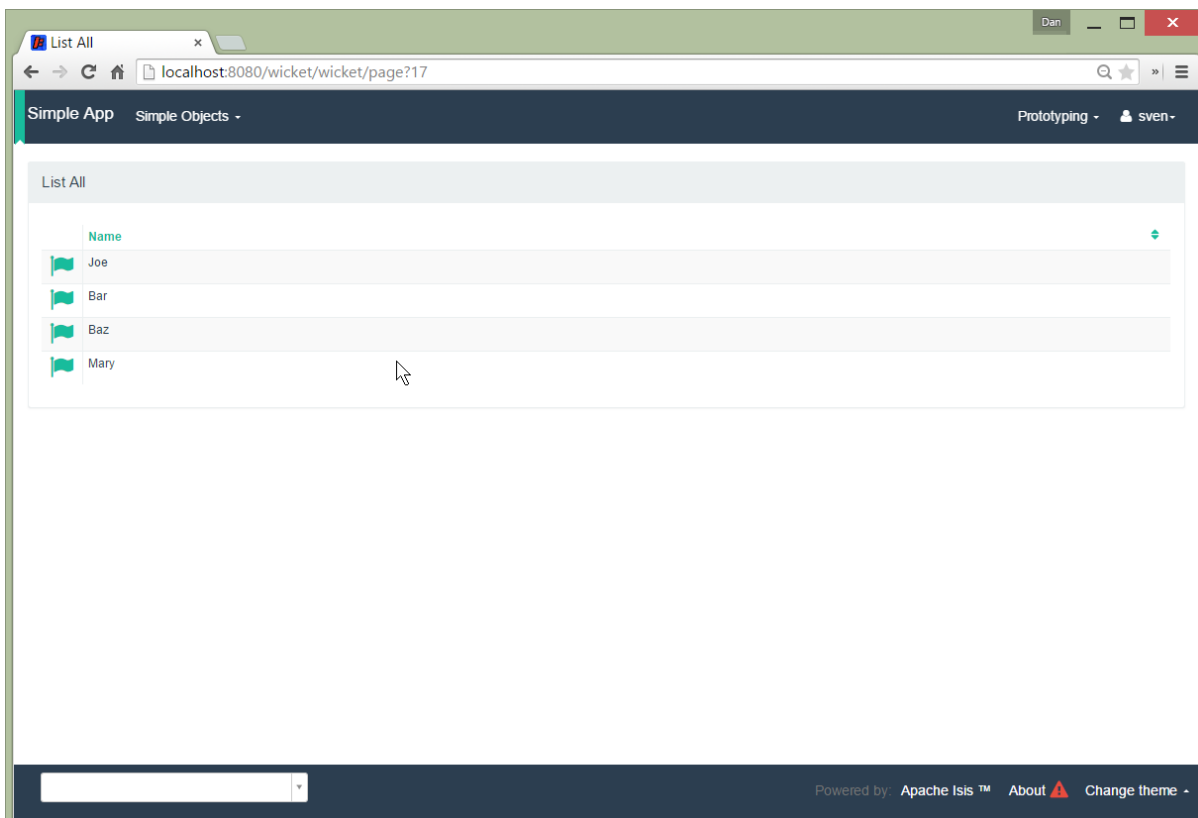 Dan
List All
localhost:8080/wicket/wicket/page?17
Simple App Simple Objects Prototyping sven
List All
Name
Joe
Bar
Baz
Mary
Powered by: Apache Isis ™ About Change theme